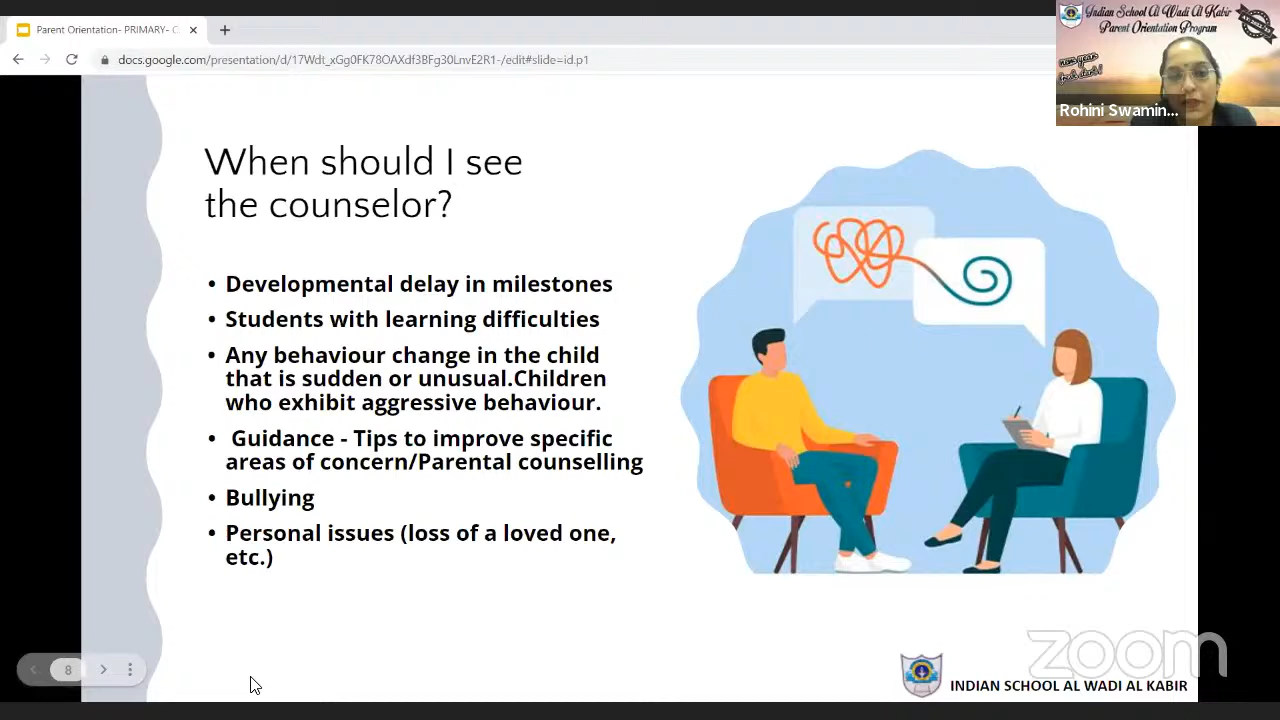 Parent Orientation- PRIMARY- C
docs.google.com/presentation/d/17Wdt_xGg0FK78OAXdf3BFg30LnvE2R1-/edit#slide=id.p1
Indian School Al Wadi Al Kabir
Parent Orientation Program
new year
Rohini Swamin...
When should I see
the counselor?
• Developmental delay in milestones
• Students with learning difficulties
• Any behaviour change in the child
that is sudden or unusual.Children
who exhibit aggressive behaviour.
• Guidance - Tips to improve specific
areas of concern/Parental counselling
• Bullying
• Personal issues (loss of a loved one,
etc.)
8
zoom
INDIAN SCHOOL AL WADI AL KABIR